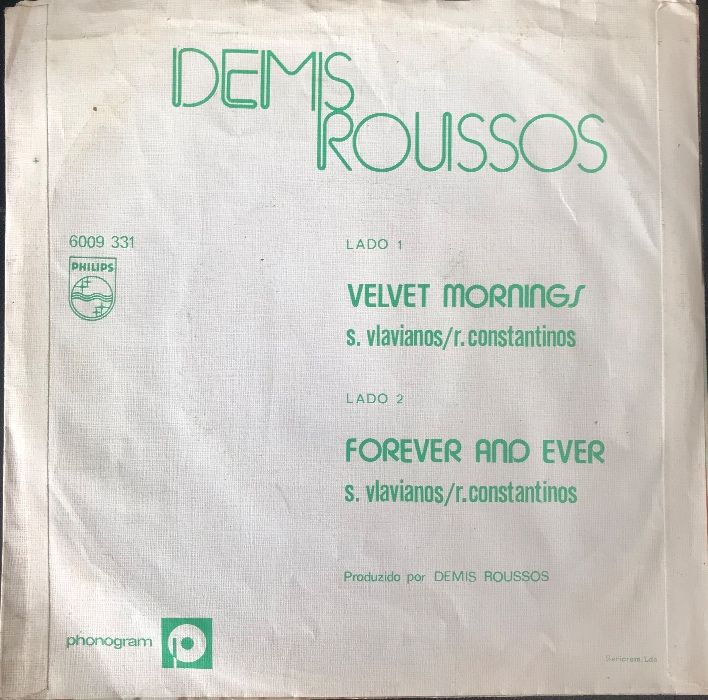 DEMIS
ROUSSOS
6009 331
PHILIPS
LADO 1
VELVET MORNINGS
s. vlavianos/r. constantinos
LADO 2
FOREVER AND EVER
s. vlavianos/r. constantinos
Produzido por DEMIS ROUSSOS
phonogram
Lda